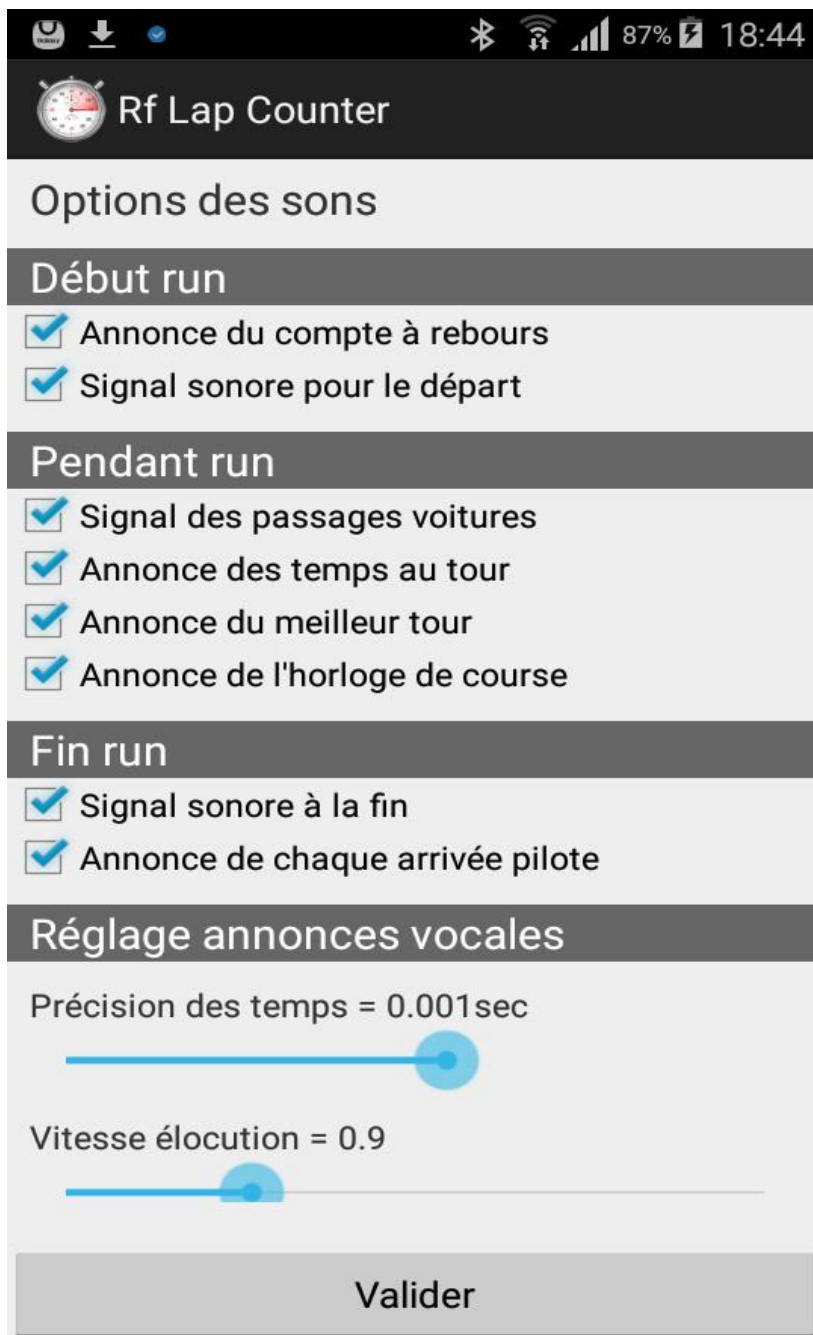 87% 18:44
Rf Lap Counter
Options des sons
Début run
Annonce du compte à rebours
Signal sonore pour le départ
Pendant run
Signal des passages voitures
Annonce des temps au tour
Annonce du meilleur tour
Annonce de l'horloge de course
Fin run
Signal sonore à la fin
Annonce de chaque arrivée pilote
Réglage annonces vocales
Précision des temps = 0.001sec
Vitesse élocution = 0.9
Valider